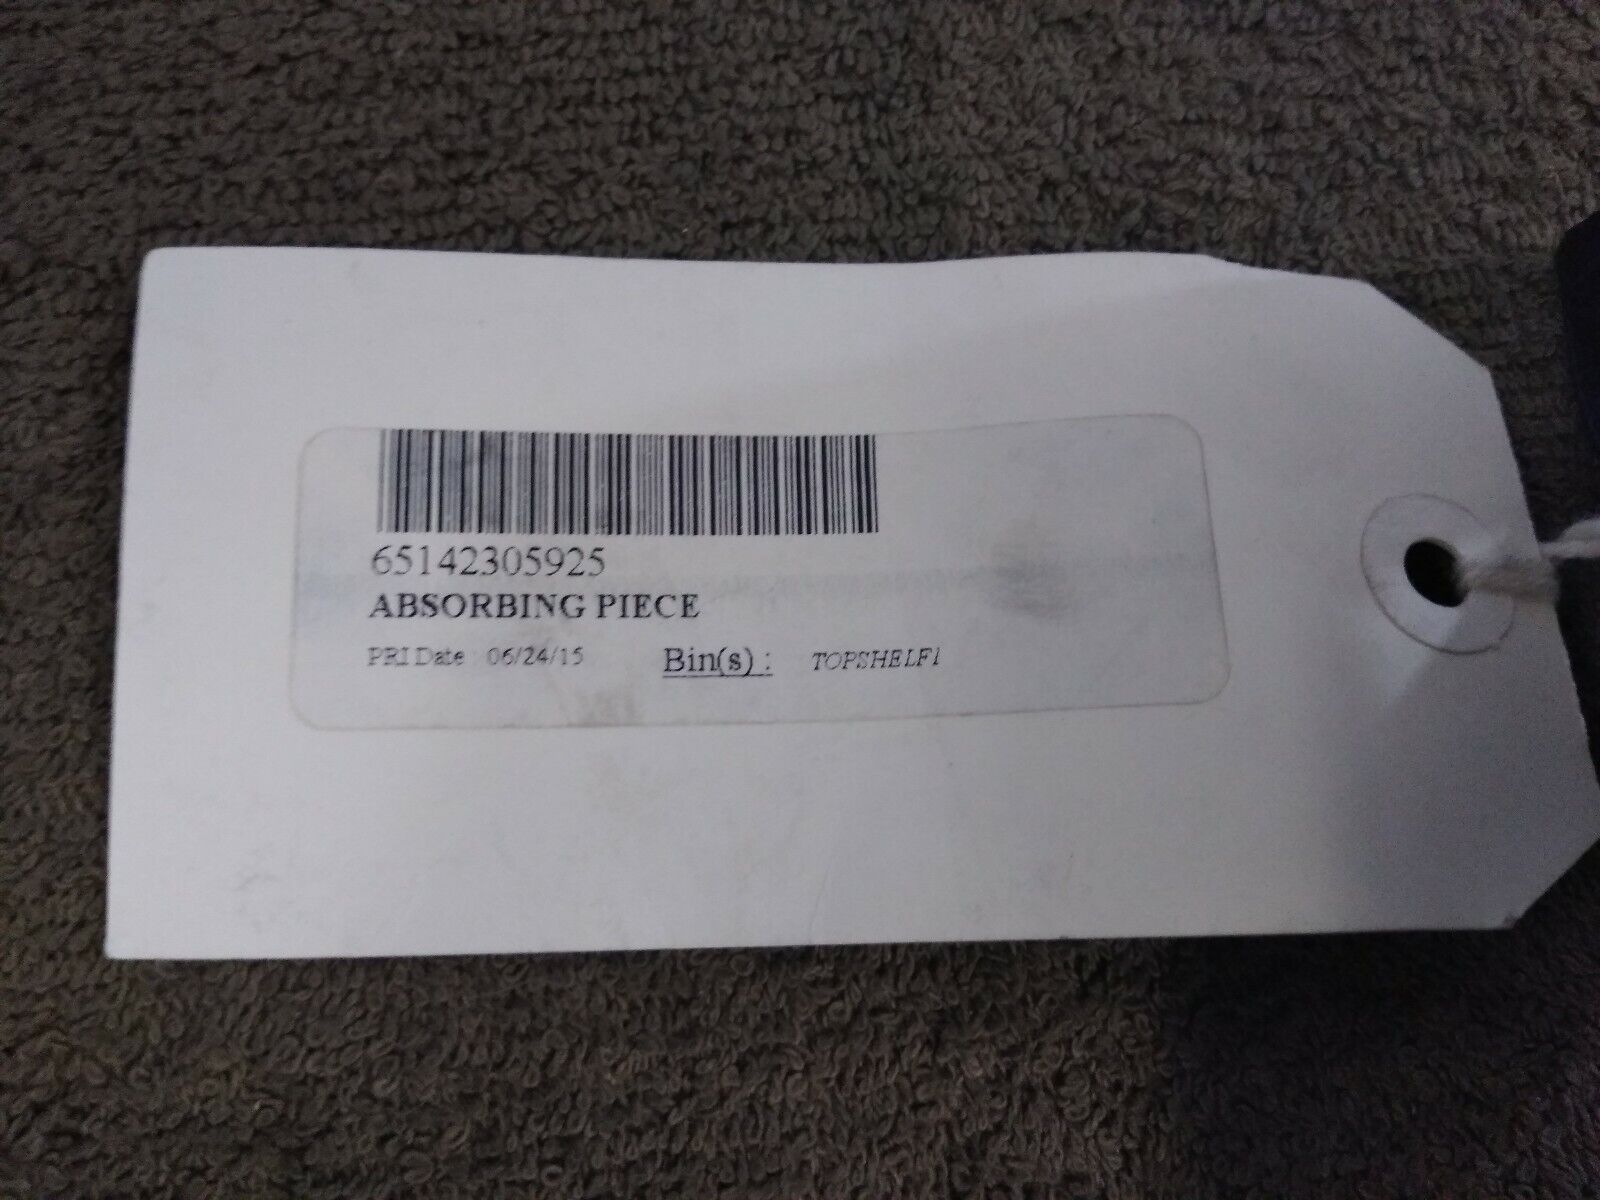 65142305925
ABSORBING PIECE
PRI Date : 06/24/15 Bin(s) : TOPSHELF1